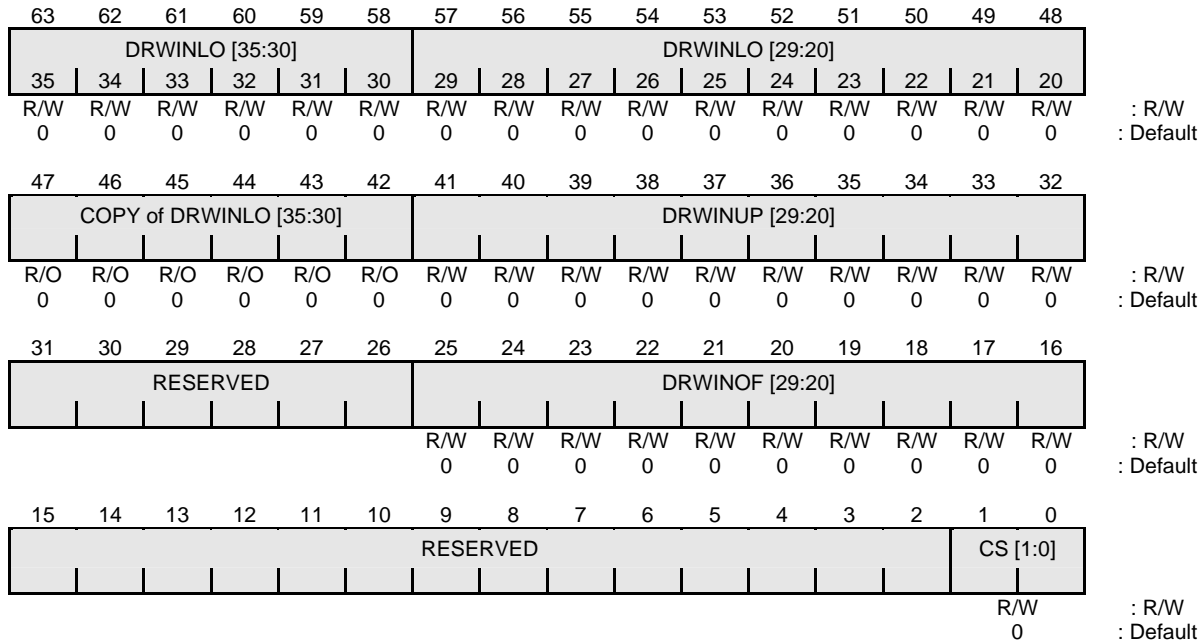 63 62 61 60 59 58 57 56 55 54 53 52 51 50 49 48
DRWINLO [35:30] DRWINLO [29:20]
35 34 33 32 31 30 29 28 27 26 25 24 23 22 21 20
R/W R/W R/W R/W R/W R/W R/W R/W R/W R/W R/W R/W R/W R/W R/W R/W : R/W
0 0 0 0 0 0 0 0 0 0 0 0 0 0 0 0 : Default
47 46 45 44 43 42 41 40 39 38 37 36 35 34 33 32
COPY of DRWINLO [35:30] DRWINUP [29:20]
R/O R/O R/O R/O R/O R/O R/W R/W R/W R/W R/W R/W R/W R/W R/W R/W : R/W
0 0 0 0 0 0 0 0 0 0 0 0 0 0 0 0 : Default
31 30 29 28 27 26 25 24 23 22 21 20 19 18 17 16
RESERVED DRWINOF [29:20]
R/W R/W R/W R/W R/W R/W R/W R/W R/W R/W : R/W
0 0 0 0 0 0 0 0 0 0 : Default
15 14 13 12 11 10 9 8 7 6 5 4 3 2 1 0
RESERVED CS [1:0]
R/W : R/W
0 : Default